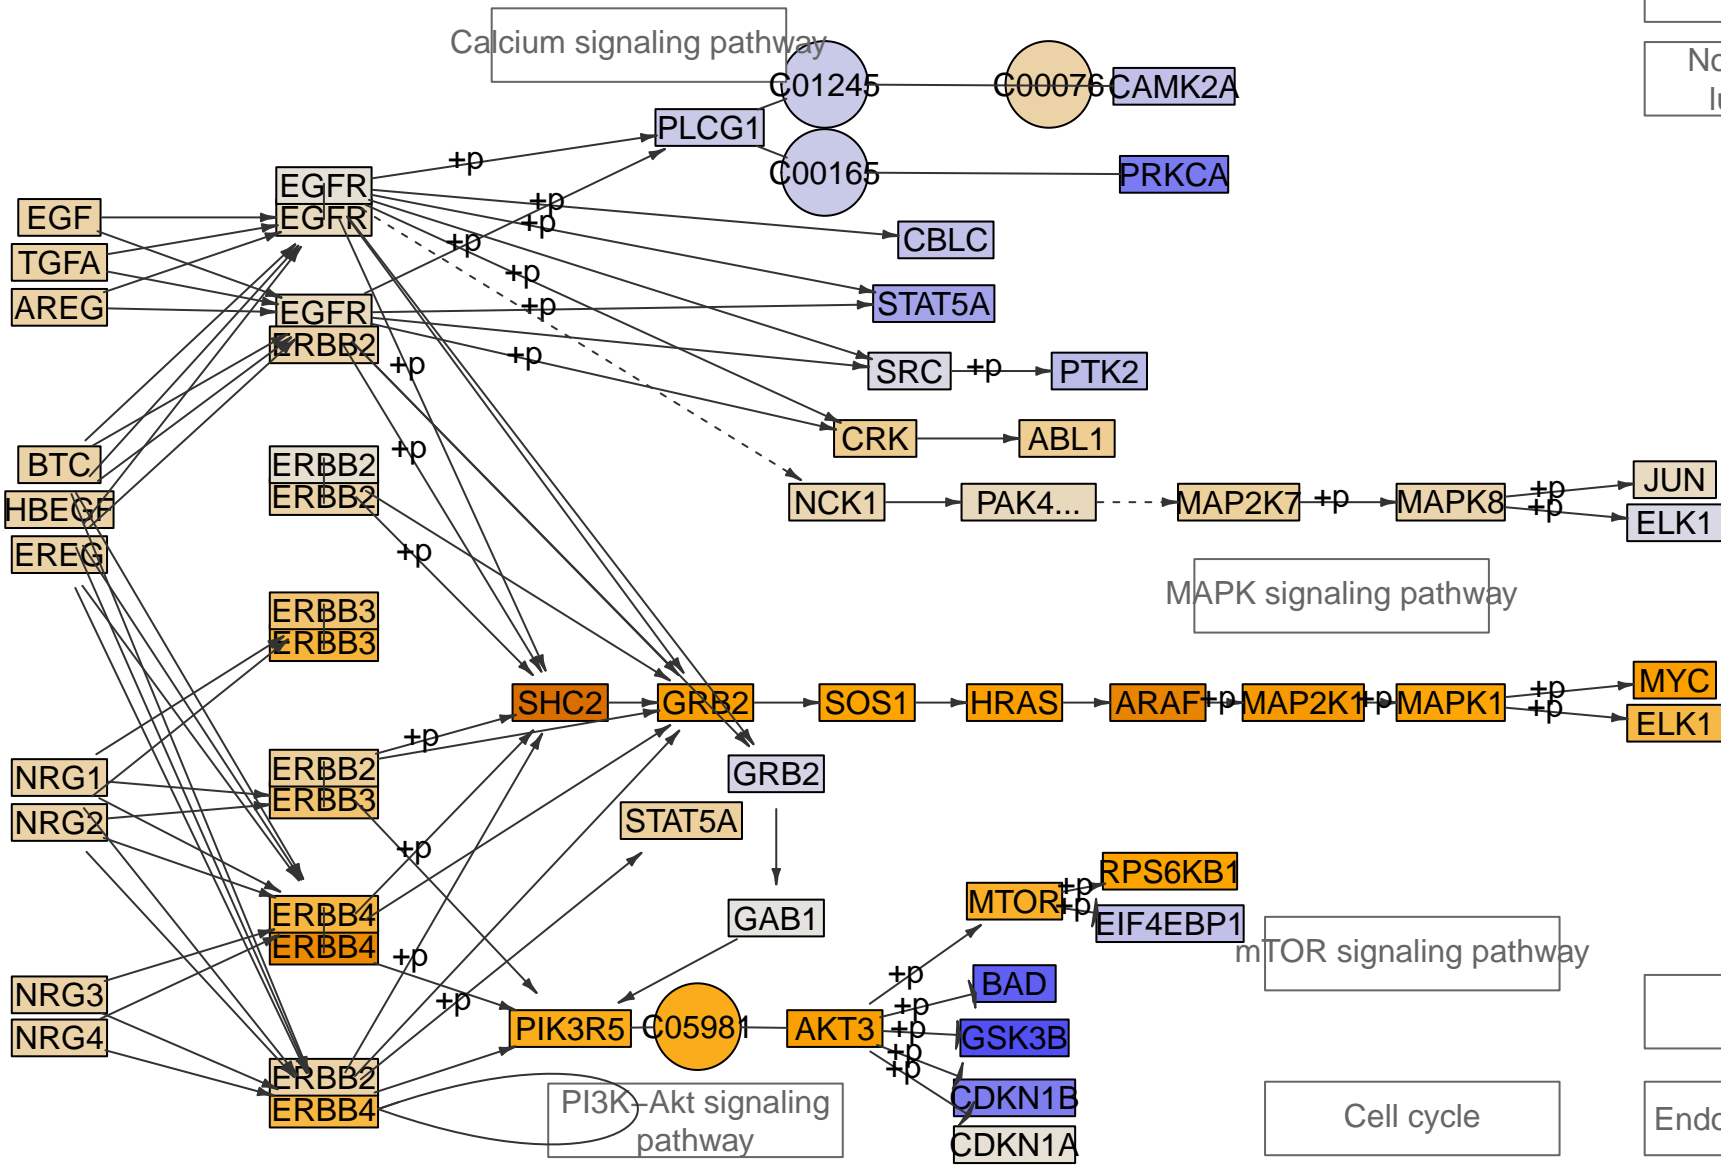 Calcium signaling pathway
No
lu
C01245
C00076
CAMK2A
PLCG1
C00165
PRKCA
+p
EGFR
EGFR
EGF
TGFA
AREG
+p
+p
+p
+p
+p
CBLC
EGFR
ERBB2
STAT5A
+p
+p
SRC
+p
PTK2
CRK
ABL1
+p
BTC
HBEGF
EREG
ERBB2
ERBB2
NCK1
PAK4...
MAP2K7
+p
MAPK8
+p
+p
JUN
ELK1
+p
MAPK signaling pathway
ERBB3
ERBB3
SHC2
GRB2
SOS1
HRAS
ARAF
+p
MAP2K1
+p
MAPK1
+p
+p
MYC
ELK1
+p
NRG1
NRG2
ERBB2
ERBB3
GRB2
STAT5A
+p
ERBB4
ERBB4
GAB1
MTOR
+p
+p
RPS6KB1
EIF4EBP1
mTOR signaling pathway
+p
+p
NRG3
NRG4
PIK3R5
C05981
AKT3
+p
+p
+p
+p
+p
BAD
GSK3B
CDKN1B
CDKN1A
ERBB2
ERBB4
PI3K–Akt signaling
pathway
Cell cycle
Endo